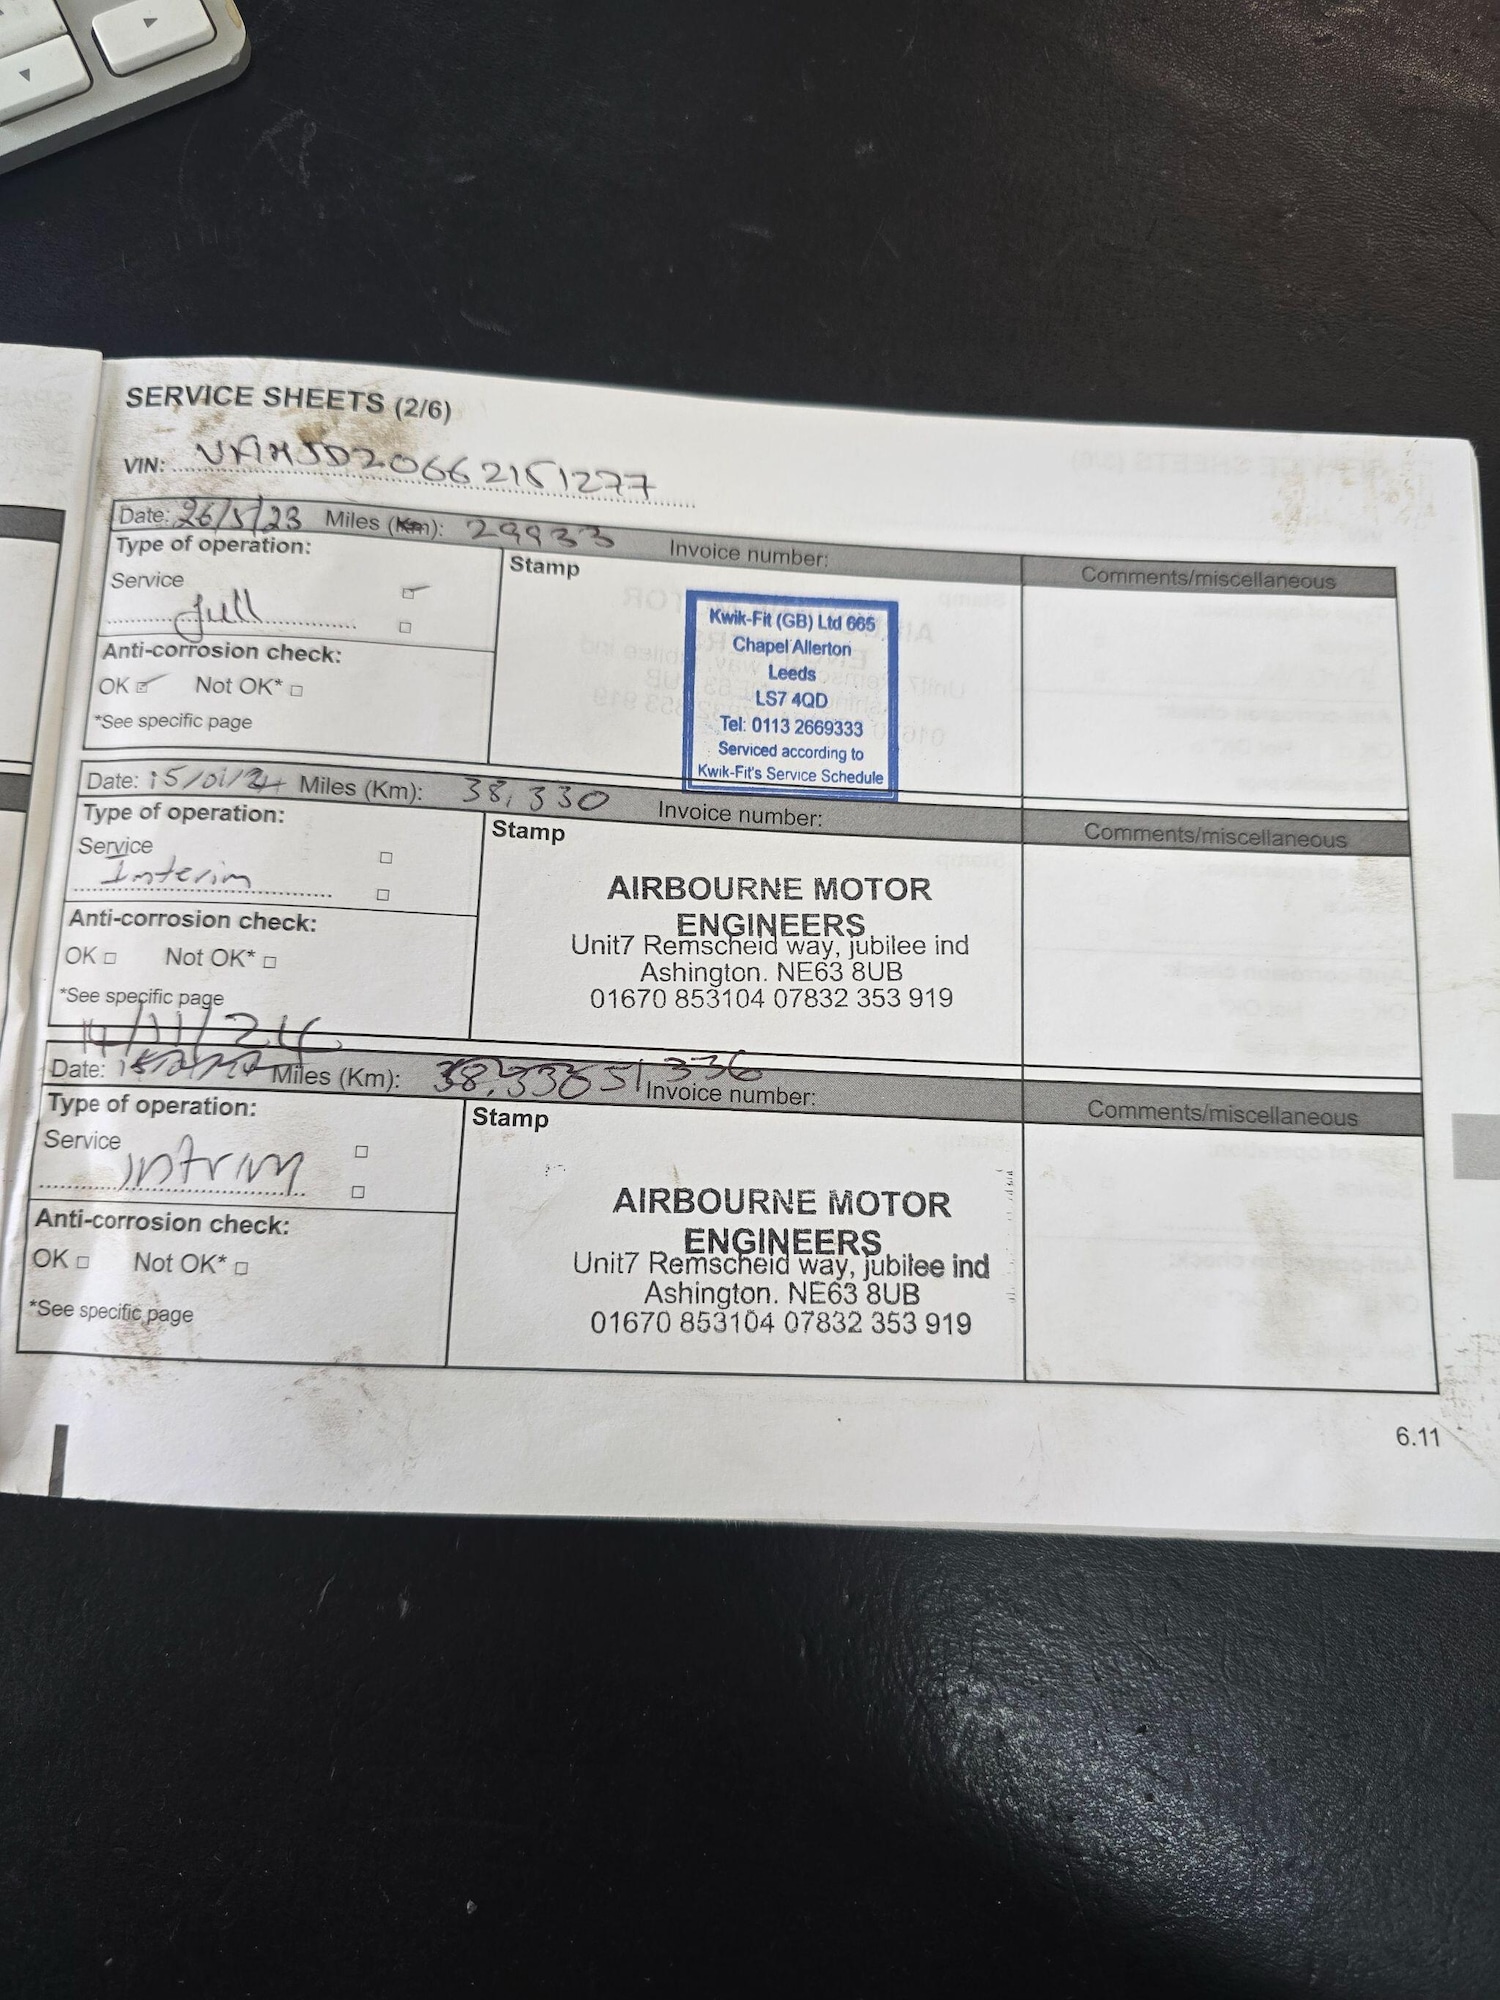 SERVICE SHEETS (2/6)
VIN: 
Date: 26/5/23 Miles (Km): 29933 Invoice number:
Comments/miscellaneous
Type of operation:
Service
full
Anti-corrosion check:
OK Not OK*
*See specific page
Stamp
Kwik-Fit (GB) Ltd 665
Chapel Allerton
Leeds
LS7 4QD
Tel: 0113 2669333
Serviced according to
Kwik-Fit's Service Schedule
Date: 15/01/24 Miles (Km): 38,330 Invoice number:
Comments/miscellaneous
Type of operation:
Service
Interim
Anti-corrosion check:
OK Not OK*
*See specific page
Stamp
AIRBOURNE MOTOR
ENGINEERS
Unit7 Remscheid way, jubilee ind
Ashington. NE63 8UB
01670 853104 07832 353 919
14/11/24
Date: Miles (Km): 51,336 Invoice number:
Comments/miscellaneous
Type of operation:
Service
intrim
Anti-corrosion check:
OK Not OK*
*See specific page
Stamp
AIRBOURNE MOTOR
ENGINEERS
Unit7 Remscheid way, jubilee ind
Ashington. NE63 8UB
01670 853104 07832 353 919
6.11